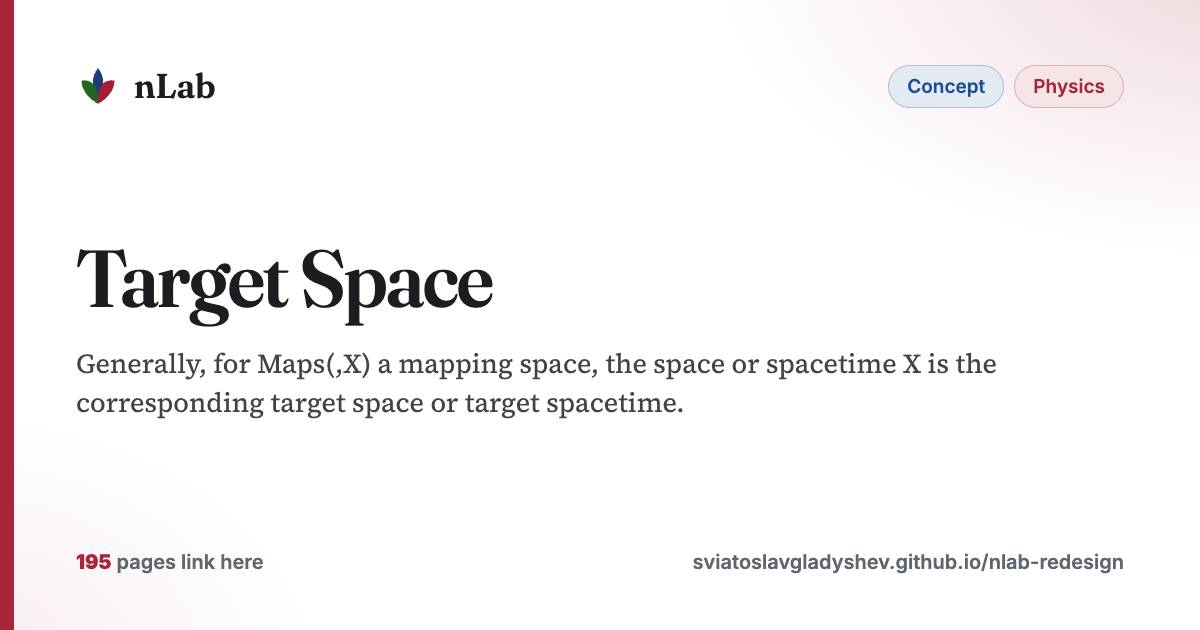 nLab
Concept
Physics
Target Space
Generally, for Maps(,X) a mapping space, the space or spacetime X is the
corresponding target space or target spacetime.
195 pages link here
sviatoslavgladyshev.github.io/nlab-redesign